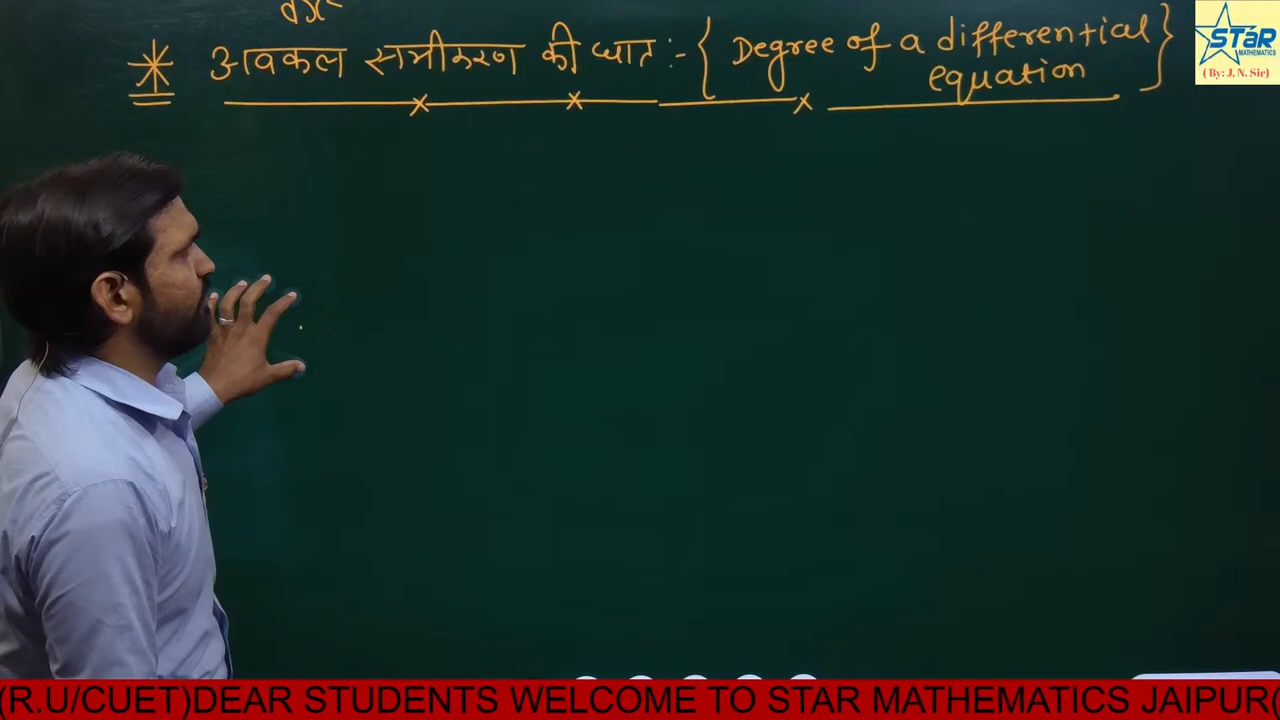 dx²
* अवकल समीकरण की घात :- { Degree of a differential
equation }
STAR
MATHEMATICS
( By: J. N. Sir)
(R.U/CUET)DEAR STUDENTS WELCOME TO STAR MATHEMATICS JAIPUR(